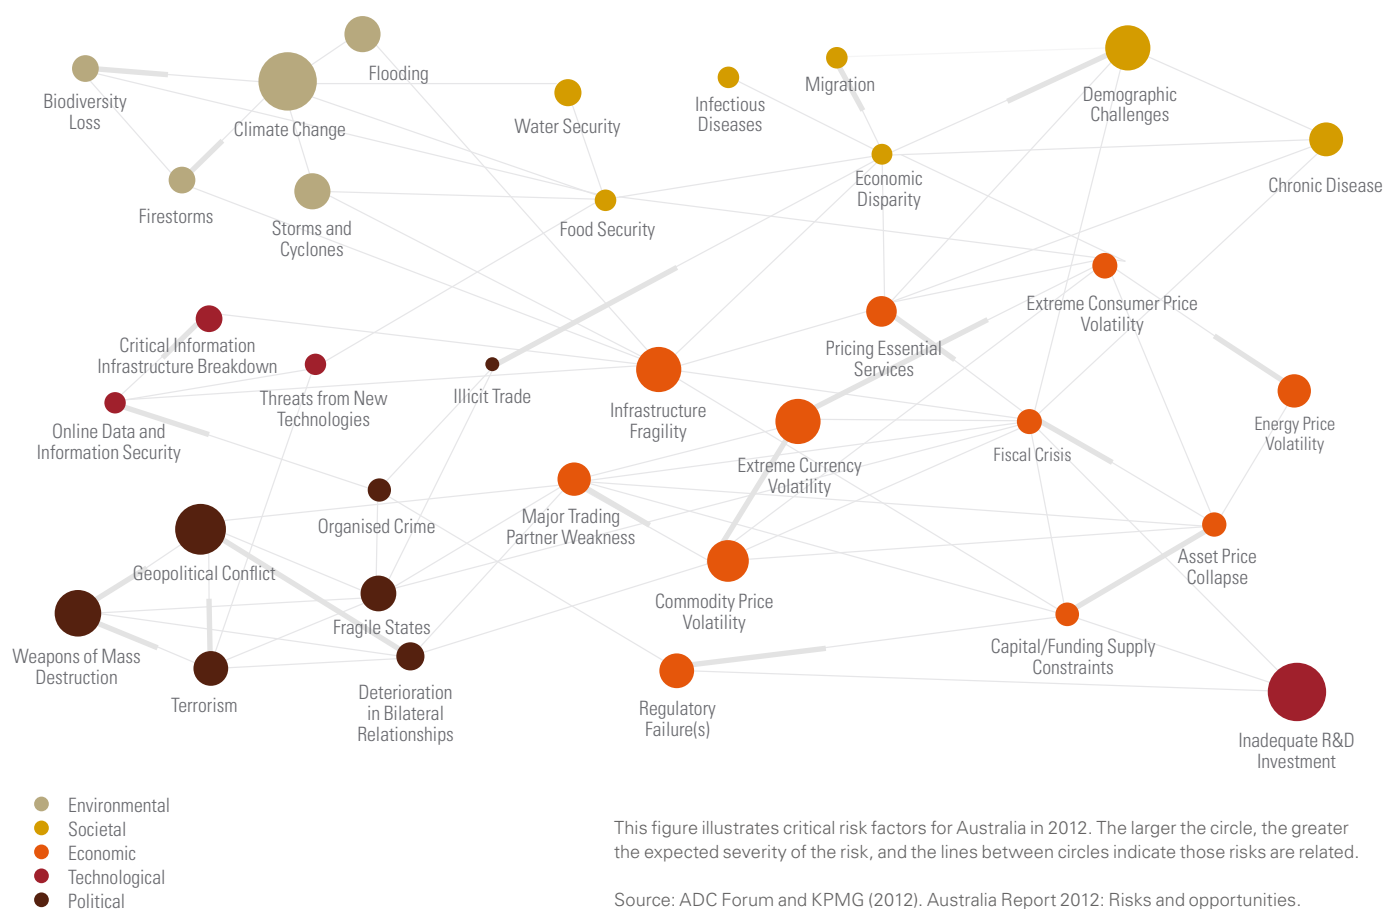 Flooding
Biodiversity
Loss
Climate Change
Water Security
Infectious
Diseases
Migration
Demographic
Challenges
Firestorms
Storms and
Cyclones
Food Security
Economic
Disparity
Chronic Disease
Critical Information
Infrastructure Breakdown
Threats from New
Technologies
Illicit Trade
Infrastructure
Fragility
Pricing Essential
Services
Extreme Consumer Price
Volatility
Online Data and
Information Security
Extreme Currency
Volatility
Fiscal Crisis
Energy Price
Volatility
Organised Crime
Major Trading
Partner Weakness
Geopolitical Conflict
Asset Price
Collapse
Fragile States
Commodity Price
Volatility
Weapons of Mass
Destruction
Terrorism
Deterioration
in Bilateral
Relationships
Regulatory
Failure(s)
Capital/Funding Supply
Constraints
Inadequate R&D
Investment
Environmental
Societal
Economic
Technological
Political
This figure illustrates critical risk factors for Australia in 2012. The larger the circle, the greater
the expected severity of the risk, and the lines between circles indicate those risks are related.
Source: ADC Forum and KPMG (2012). Australia Report 2012: Risks and opportunities.